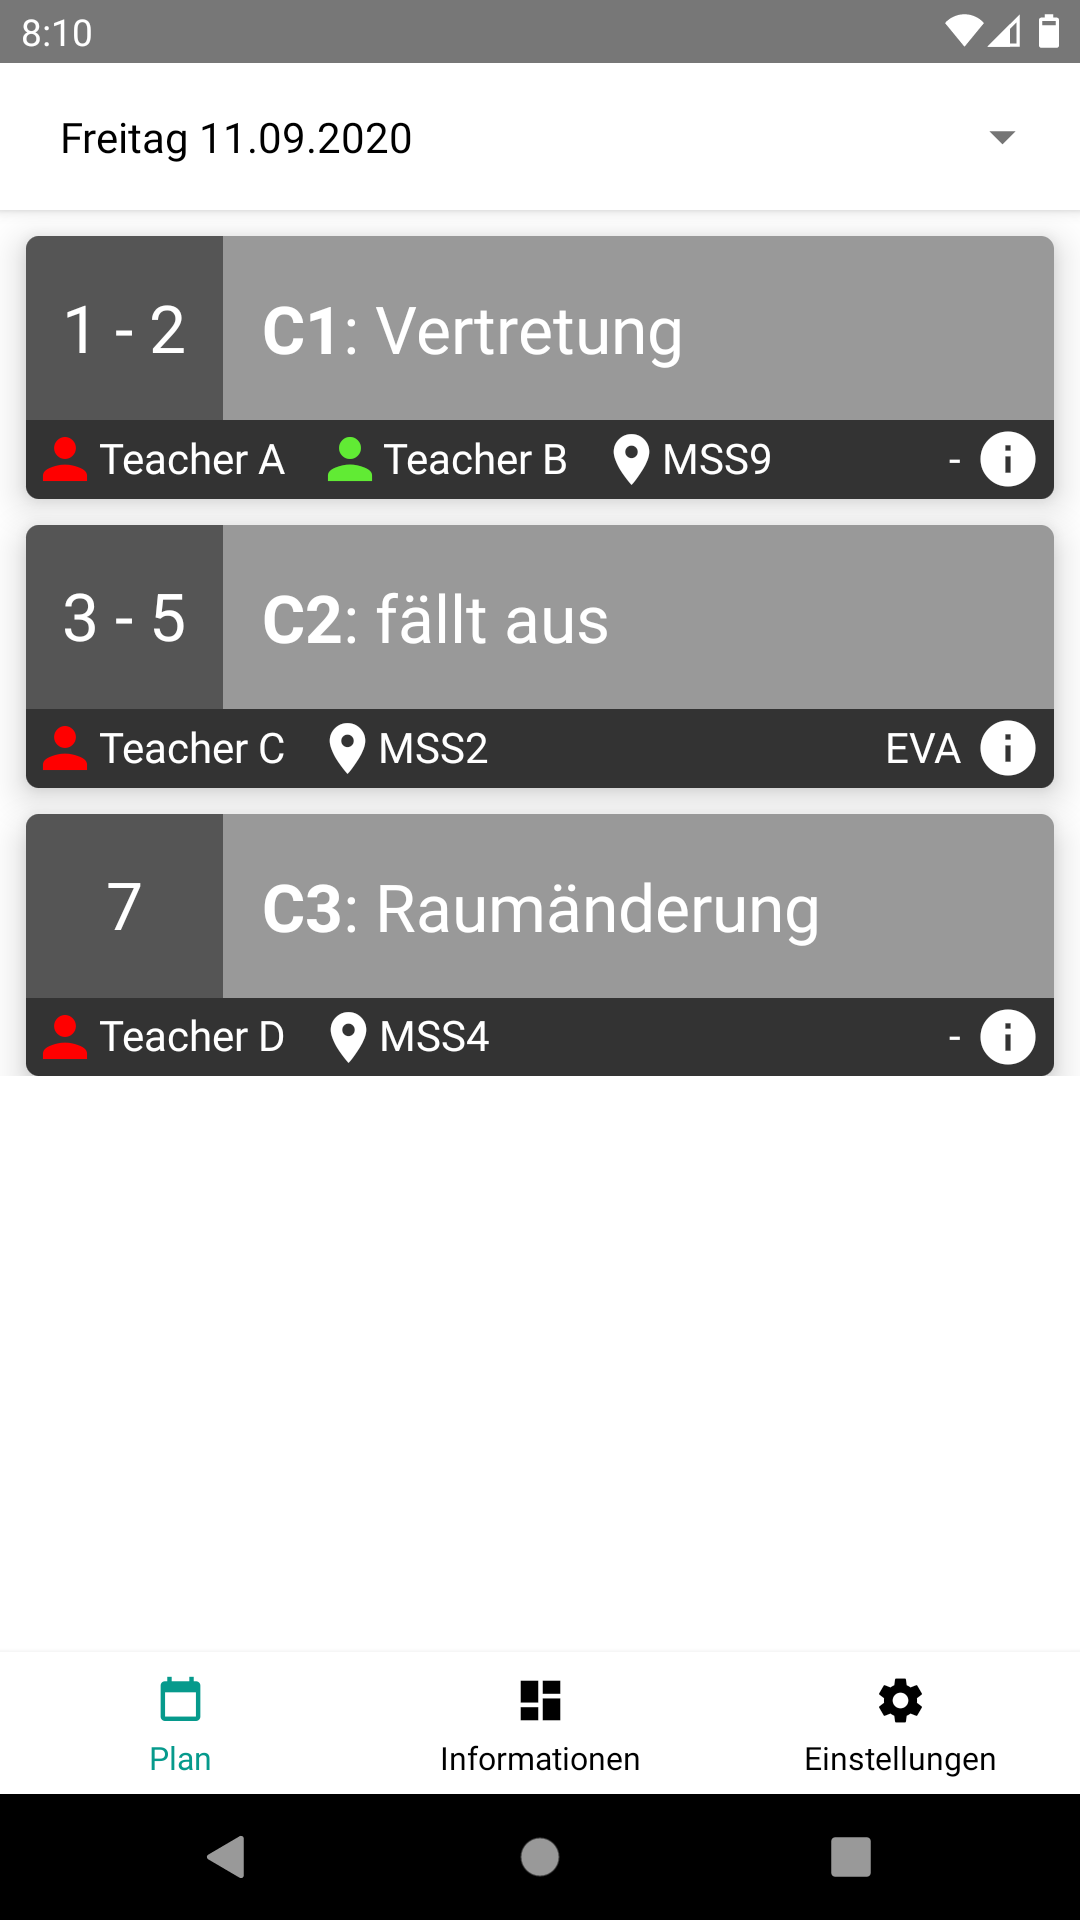 8:10
Freitag 11.09.2020
1 - 2 C1: Vertretung
Teacher A Teacher B MSS9 -
3 - 5 C2: fällt aus
Teacher C MSS2 EVA
7 C3: Raumänderung
Teacher D MSS4 -
Plan Informationen Einstellungen